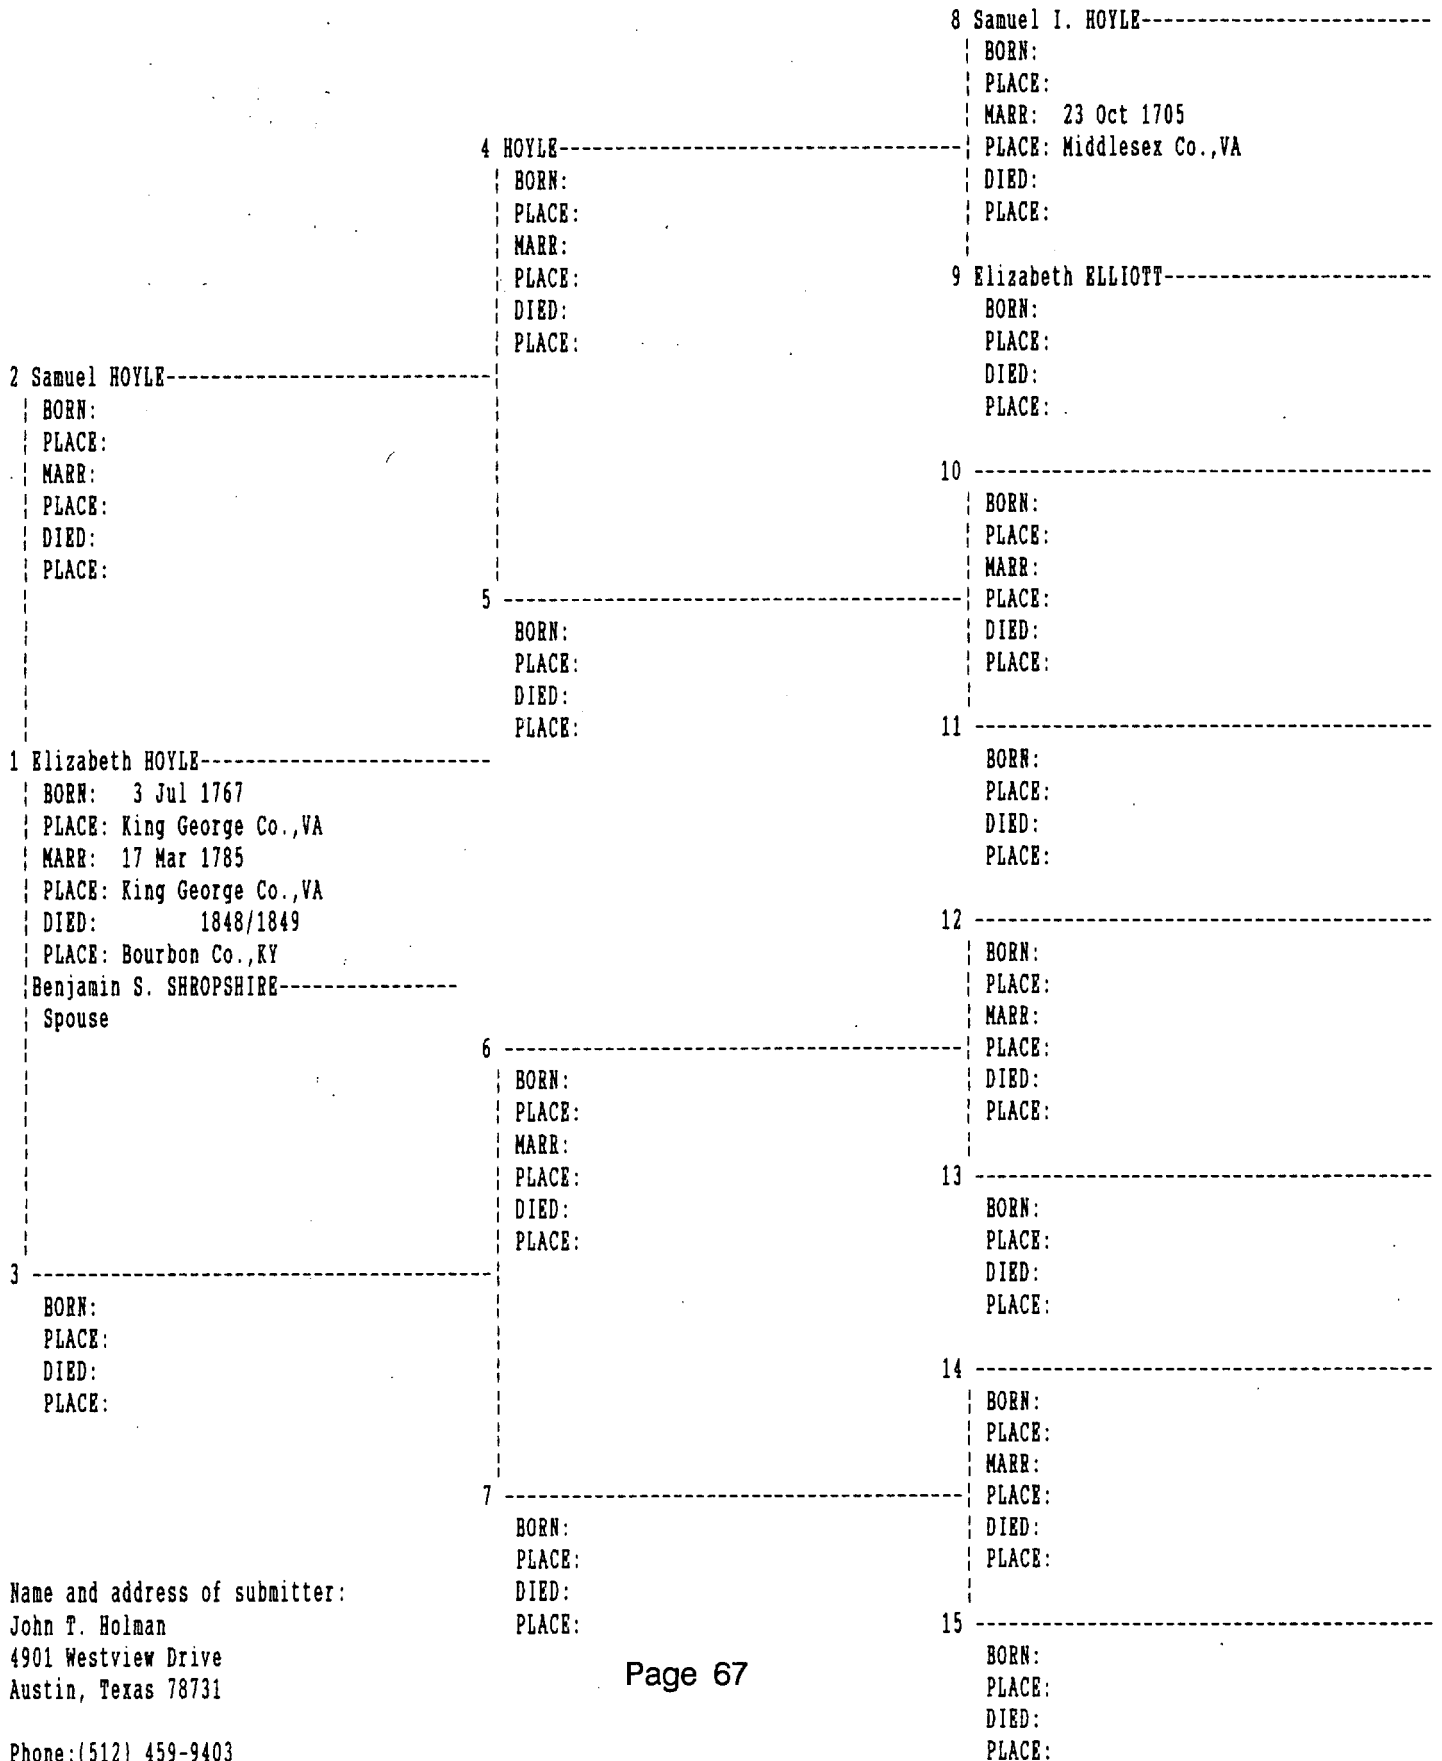 8 Samuel I. HOYLE
BORN:
PLACE:
MARR: 23 Oct 1705
PLACE: Middlesex Co.,VA
DIED:
PLACE:
4 HOYLE
BORN:
PLACE:
MARR:
PLACE:
DIED:
PLACE:
9 Elizabeth ELLIOTT
BORN:
PLACE:
DIED:
PLACE:
2 Samuel HOYLE
BORN:
PLACE:
MARR:
PLACE:
DIED:
PLACE:
10
BORN:
PLACE:
MARR:
PLACE:
DIED:
PLACE:
5
BORN:
PLACE:
DIED:
PLACE:
11
BORN:
PLACE:
DIED:
PLACE:
1 Elizabeth HOYLE
BORN: 3 Jul 1767
PLACE: King George Co.,VA
MARR: 17 Mar 1785
PLACE: King George Co.,VA
DIED: 1848/1849
PLACE: Bourbon Co.,KY
Benjamin S. SHROPSHIRE
Spouse
12
BORN:
PLACE:
MARR:
PLACE:
DIED:
PLACE:
6
BORN:
PLACE:
MARR:
PLACE:
DIED:
PLACE:
13
BORN:
PLACE:
DIED:
PLACE:
3
BORN:
PLACE:
DIED:
PLACE:
14
BORN:
PLACE:
MARR:
PLACE:
DIED:
PLACE:
7
BORN:
PLACE:
DIED:
PLACE:
15
BORN:
PLACE:
DIED:
PLACE:
Name and address of submitter:
John T. Holman
4901 Westview Drive
Austin, Texas 78731
Phone:(512) 459-9403
Page 67